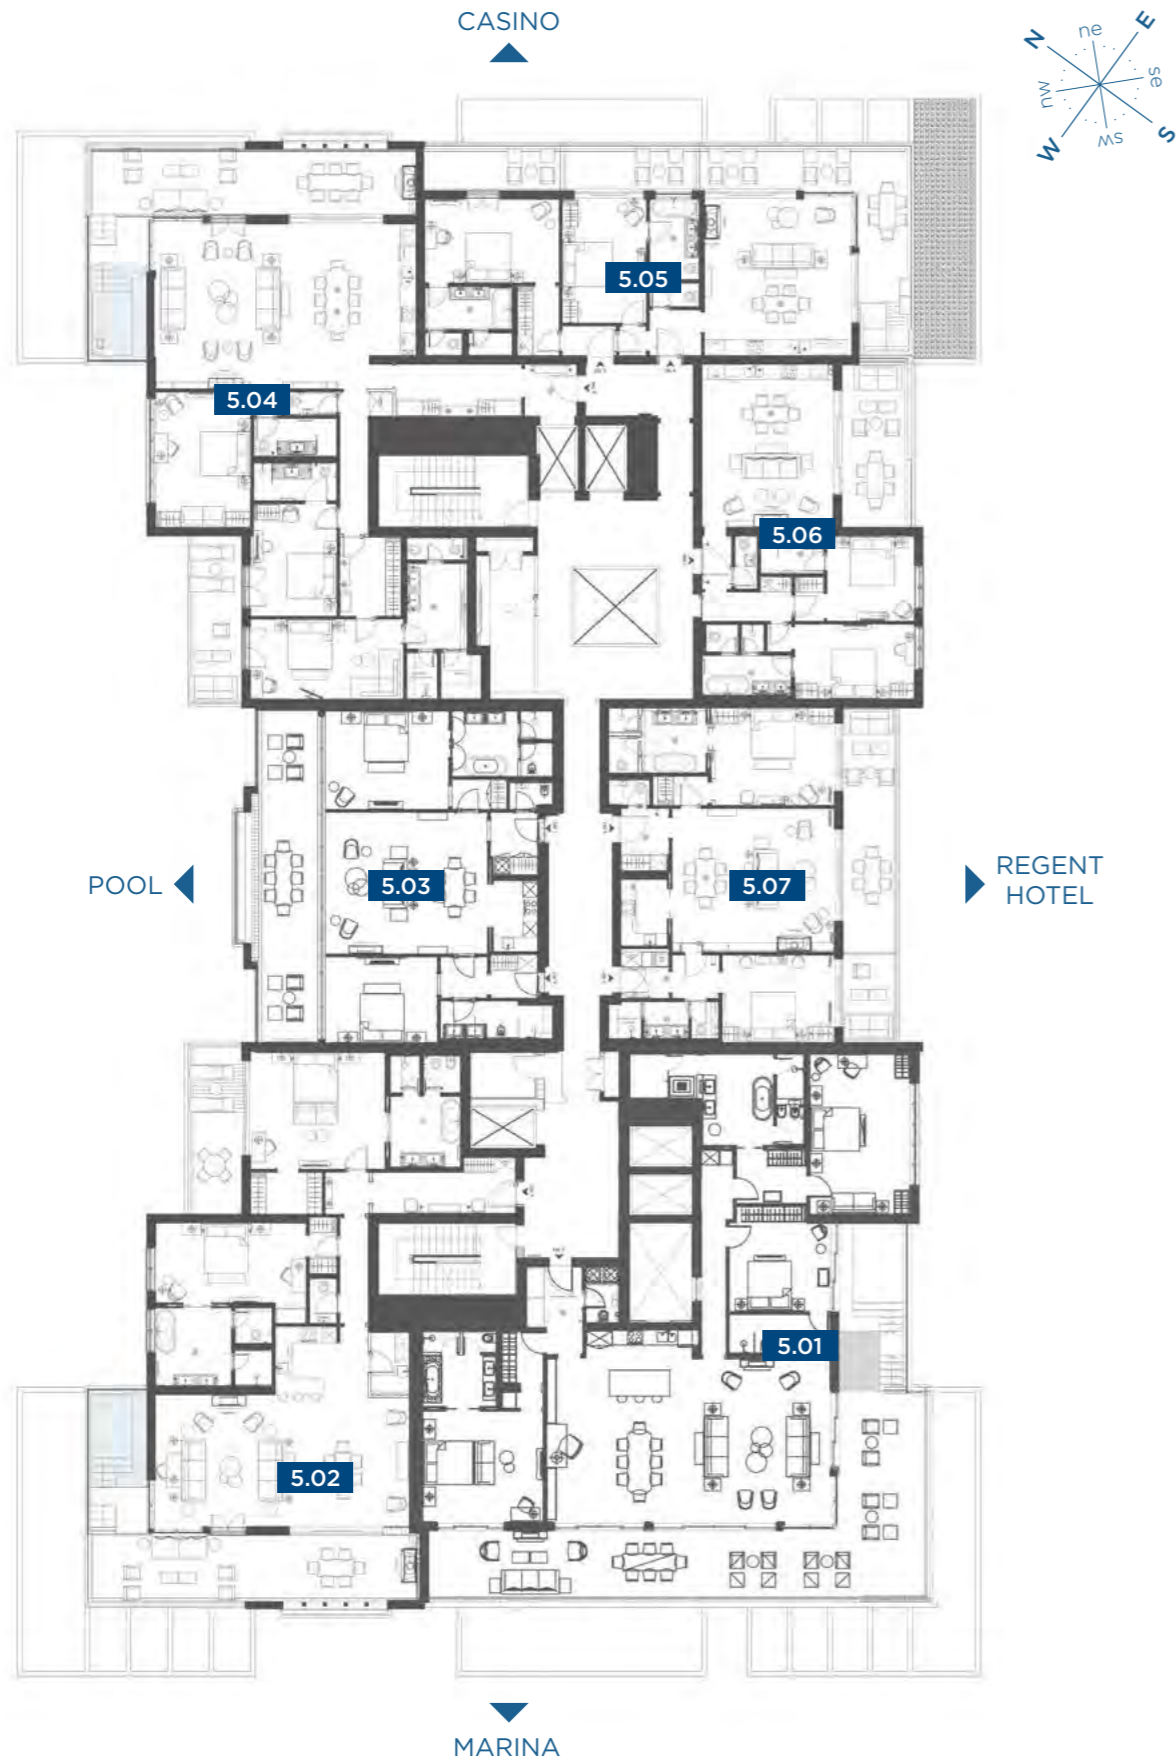 CASINO
N
ne
E
se
S
sw
W
nw
5.05
5.04
5.06
POOL
5.03
5.07
REGENT
HOTEL
5.01
5.02
MARINA